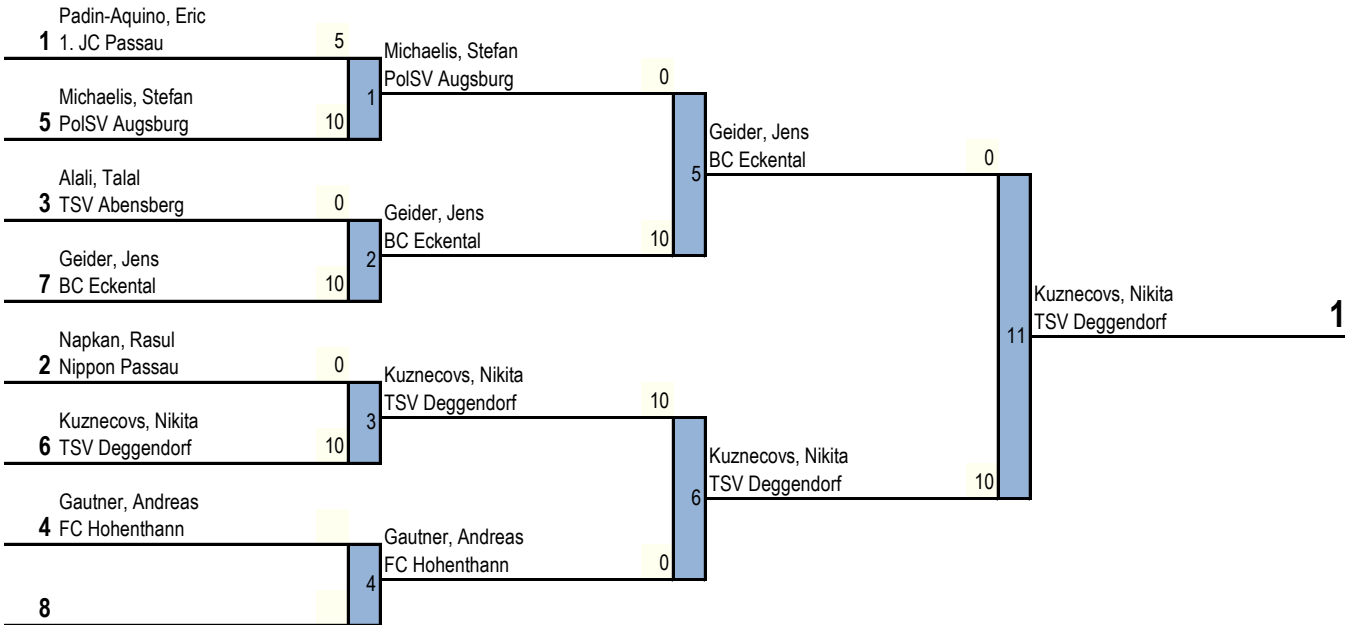 Padin-Aquino, Eric
1 1. JC Passau 5
Michaelis, Stefan
PolSV Augsburg 0
1
Michaelis, Stefan
5 PolSV Augsburg 10
Geider, Jens
BC Eckental 0
5
Alali, Talal
3 TSV Abensberg 0
Geider, Jens
BC Eckental 10
2
Geider, Jens
7 BC Eckental 10
Kuznecovs, Nikita
TSV Deggendorf 1
11
Napkan, Rasul
2 Nippon Passau 0
Kuznecovs, Nikita
TSV Deggendorf 10
3
Kuznecovs, Nikita
6 TSV Deggendorf 10
Kuznecovs, Nikita
TSV Deggendorf 10
6
Gautner, Andreas
4 FC Hohenthann
Gautner, Andreas
FC Hohenthann 0
4
8